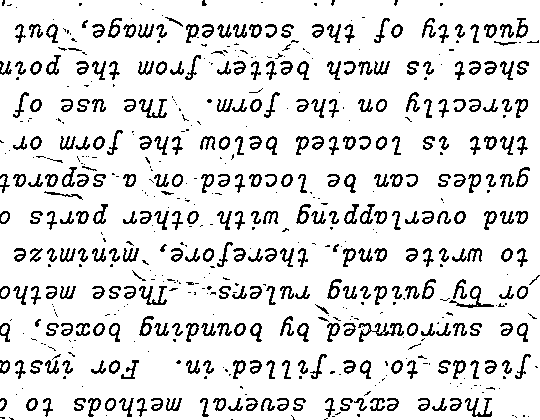 There exist several methods to
fields to be filled in. For insta
be surrounded by bounding boxes, b
or by guiding rulers. These metho
to write and, therefore, minimize
and overlapping with other parts o
guides can be located on a separat
that is located below the form or
directly on the form. The use of
sheet is much better from the poin
quality of the scanned image, but